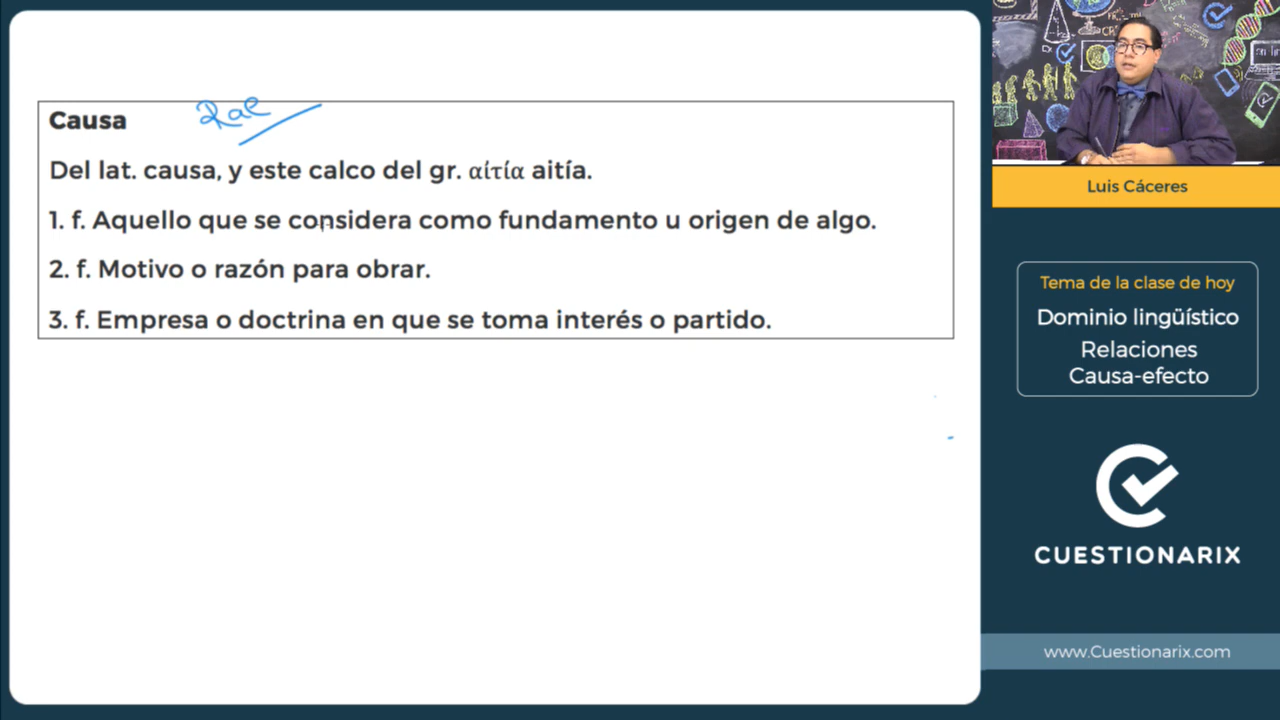 Causa
Rae
Del lat. causa, y este calco del gr. αἰτία aitía.
1. f. Aquello que se considera como fundamento u origen de algo.
2. f. Motivo o razón para obrar.
3. f. Empresa o doctrina en que se toma interés o partido.
Luis Cáceres
Tema de la clase de hoy
Dominio lingüístico
Relaciones
Causa-efecto
CUESTIONARIX
www.Cuestionarix.com